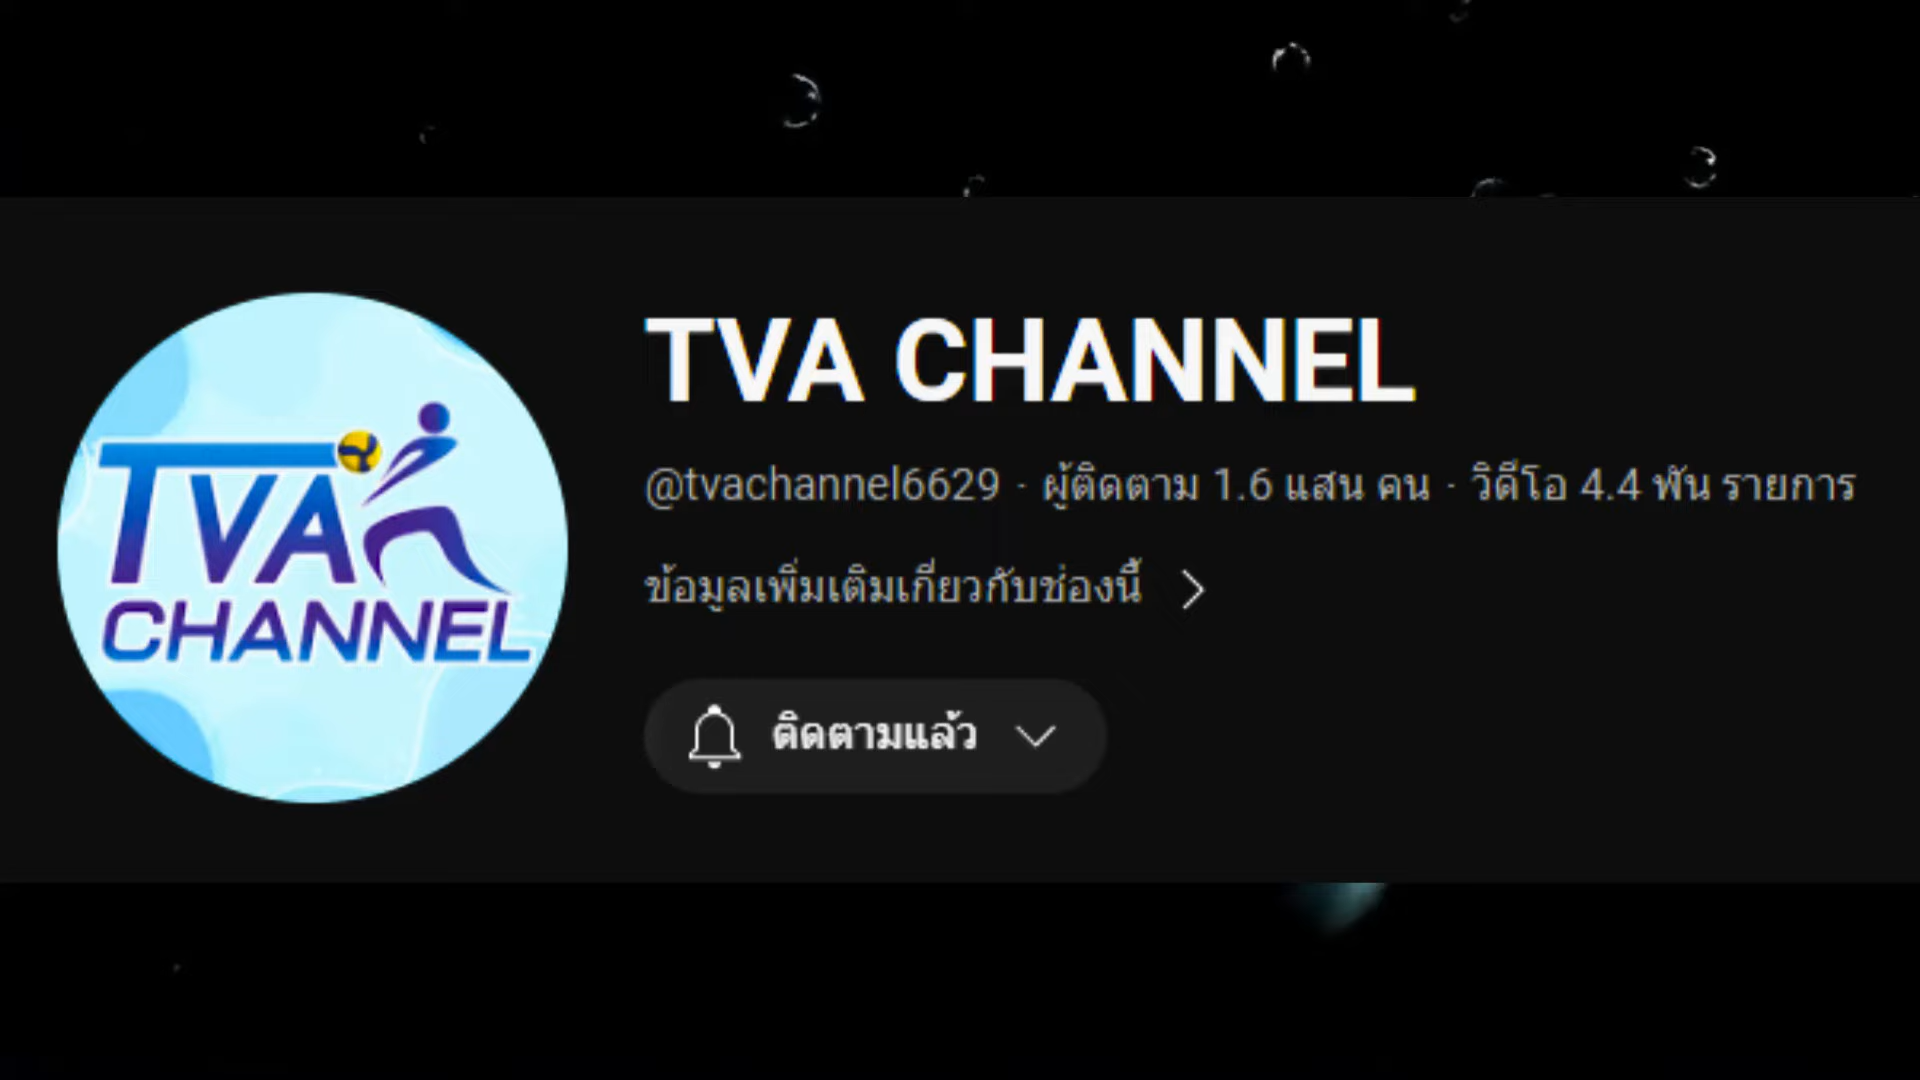 TVA
CHANNEL
TVA CHANNEL
@tvachannel6629 · ผู้ติดตาม 1.6 แสน คน · วิดีโอ 4.4 พัน รายการ
ข้อมูลเพิ่มเติมเกี่ยวกับช่องนี้
ติดตามแล้ว